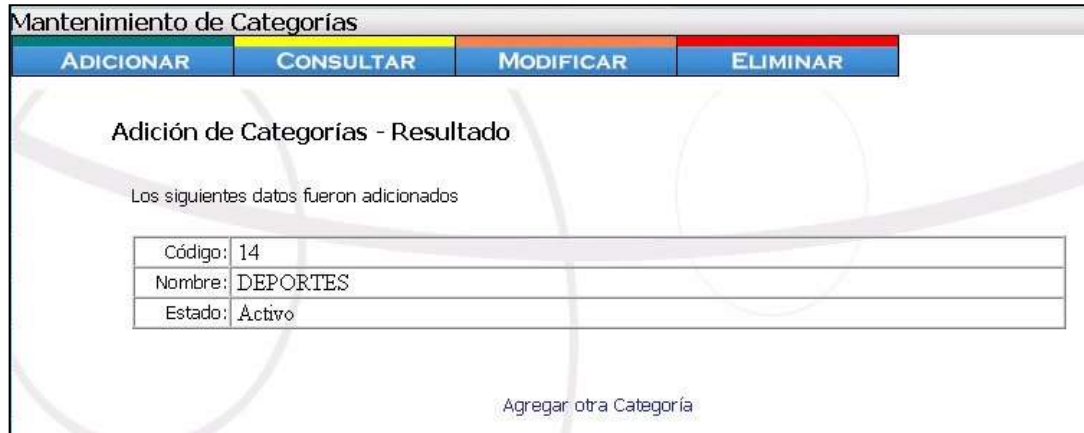 Mantenimiento de Categorías
ADICIONAR CONSULTAR MODIFICAR ELIMINAR
Adición de Categorías - Resultado
Los siguientes datos fueron adicionados
Código: 14
Nombre: DEPORTES
Estado: Activo
Agregar otra Categoría